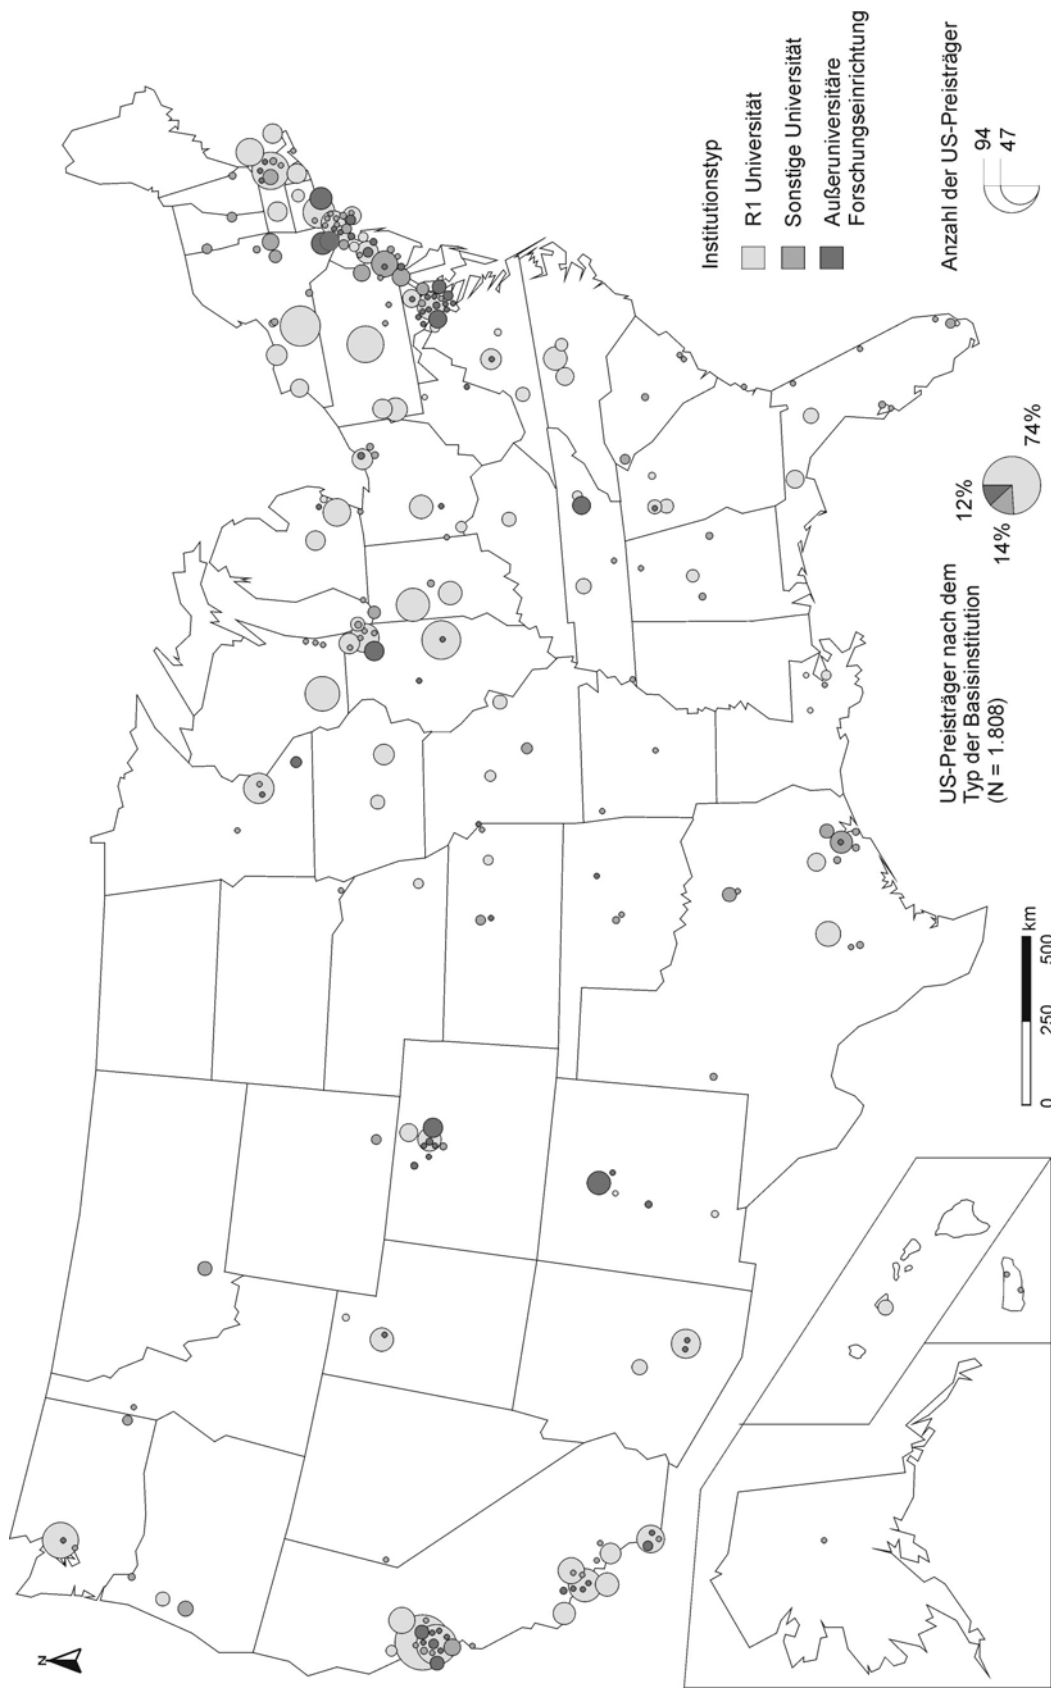 N
Institutionstyp
R1 Universität
Sonstige Universität
Außeruniversitäre
Forschungseinrichtung
Anzahl der US-Preisträger
94
47
US-Preisträger nach dem
Typ der Basisinstitution
(N = 1.808)
12%
14%
74%
0 250 500 km